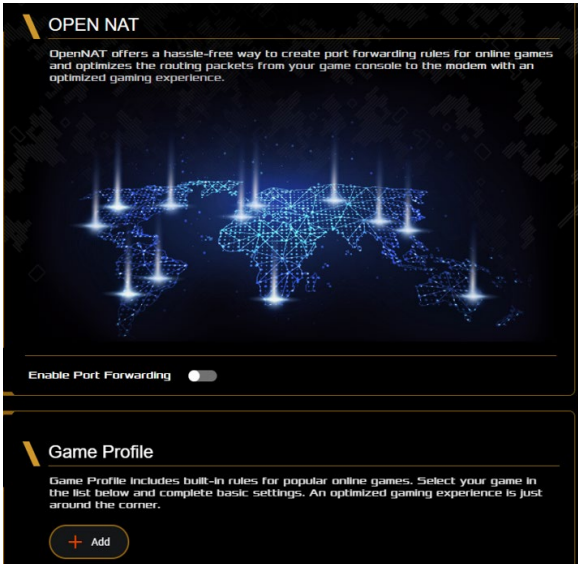 OPEN NAT
OpenNAT offers a hassle-free way to create port forwarding rules for online games
and optimizes the routing packets from your game console to the modem with an
optimized gaming experience.
Enable Port Forwarding
Game Profile
Game Profile includes built-in rules for popular online games. Select your game in
the list below and complete basic settings. An optimized gaming experience is just
around the corner.
Add